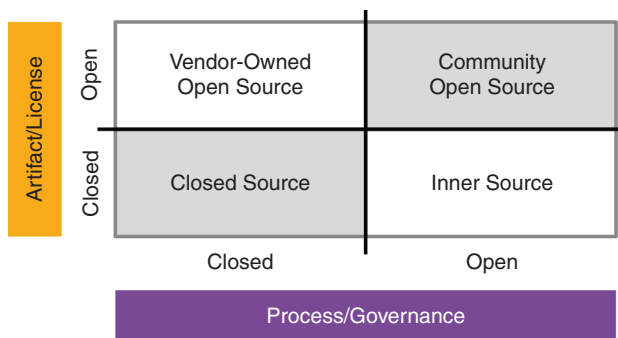 Artifact/License
Open
Closed
Vendor-Owned
Open Source
Community
Open Source
Closed Source
Inner Source
Closed
Open
Process/Governance